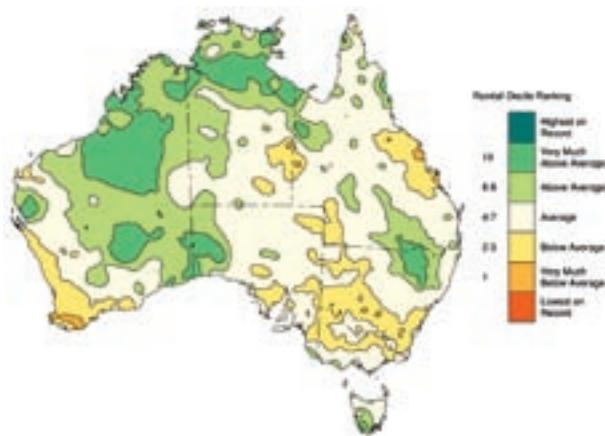 Rainfall Decile Ranking
Highest on
Record
10
Very Much
Above Average
8-9
Above Average
4-7
Average
2-3
Below Average
1
Very Much
Below Average
Lowest on
Record